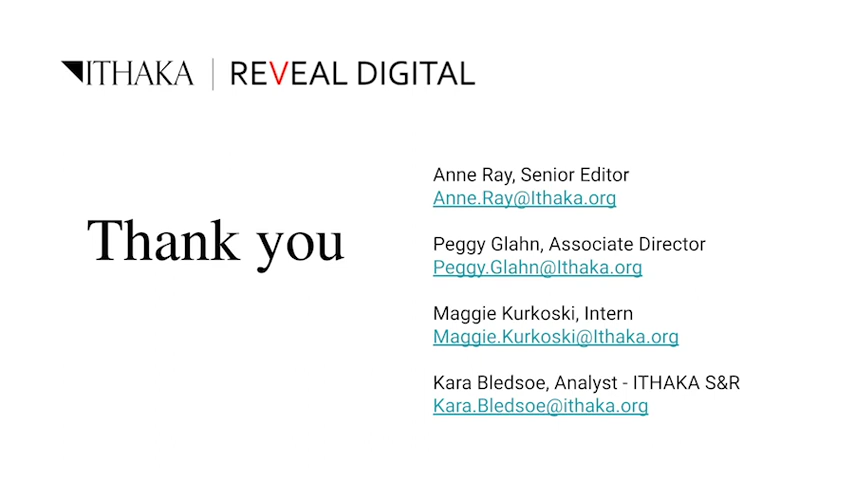 ITHAKA | REVEAL DIGITAL
Thank you
Anne Ray, Senior Editor
Anne.Ray@Ithaka.org
Peggy Glahn, Associate Director
Peggy.Glahn@Ithaka.org
Maggie Kurkoski, Intern
Maggie.Kurkoski@Ithaka.org
Kara Bledsoe, Analyst - ITHAKA S&R
Kara.Bledsoe@ithaka.org